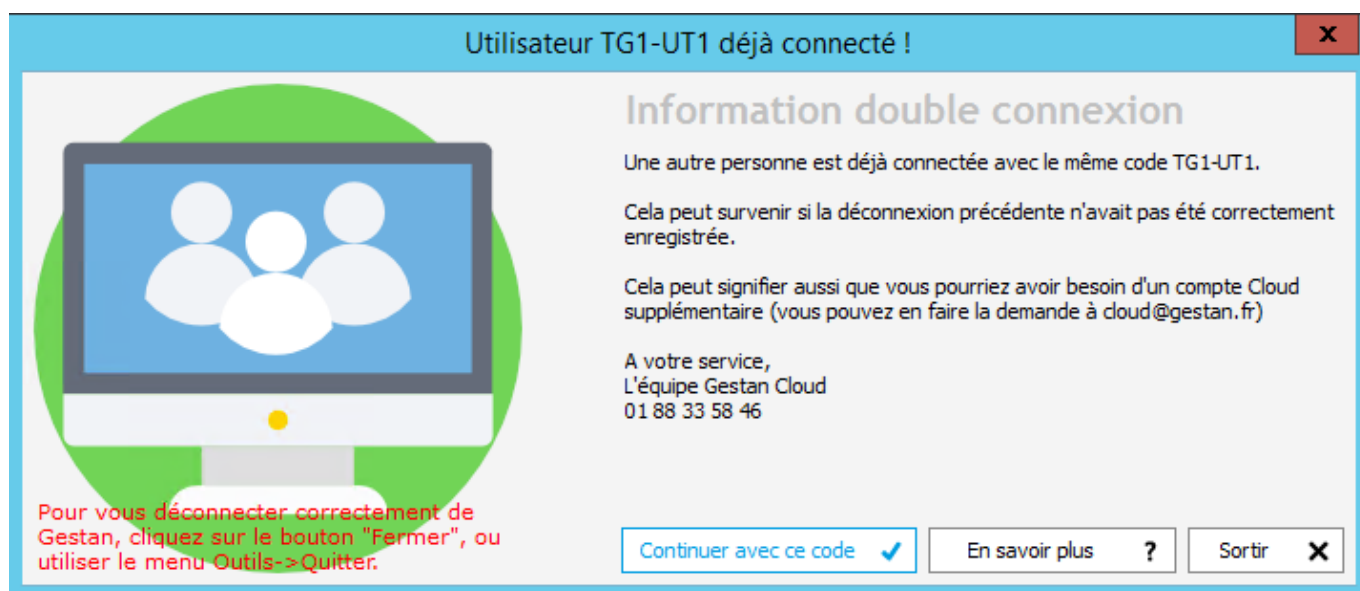 Utilisateur TG1-UT1 déjà connecté !
x
Information double connexion
Une autre personne est déjà connectée avec le même code TG1-UT1.
Cela peut survenir si la déconnexion précédente n'avait pas été correctement
enregistrée.
Cela peut signifier aussi que vous pourriez avoir besoin d'un compte Cloud
supplémentaire (vous pouvez en faire la demande à cloud@gestan.fr)
A votre service,
L'équipe Gestan Cloud
01 88 33 58 46
Pour vous déconnecter correctement de
Gestan, cliquez sur le bouton "Fermer", ou
utiliser le menu Outils->Quitter.
Continuer avec ce code
En savoir plus ?
Sortir